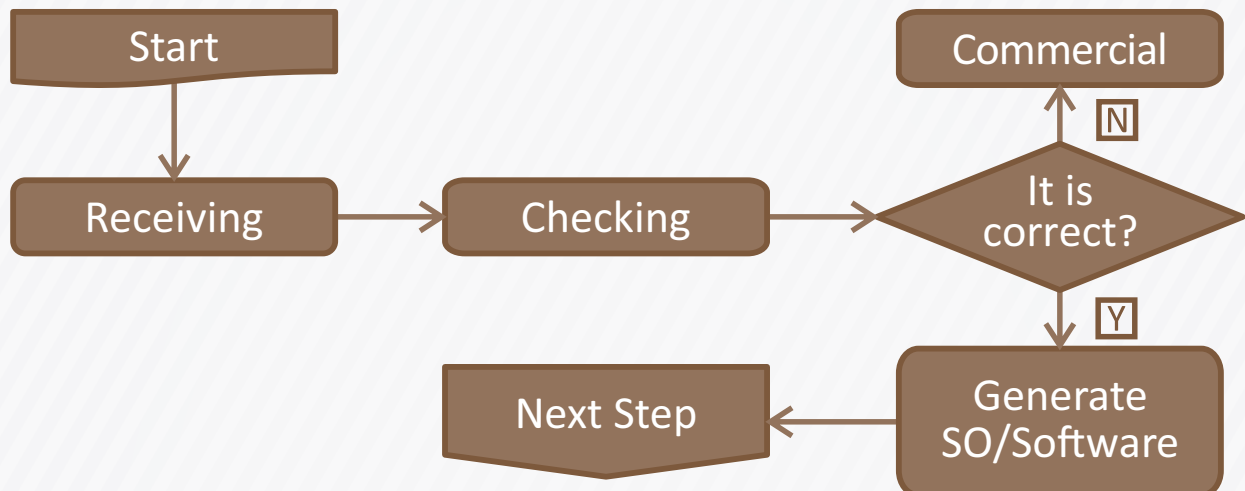 Start
Commercial
N
Receiving
Checking
It is
correct?
Y
Next Step
Generate
SO/Software